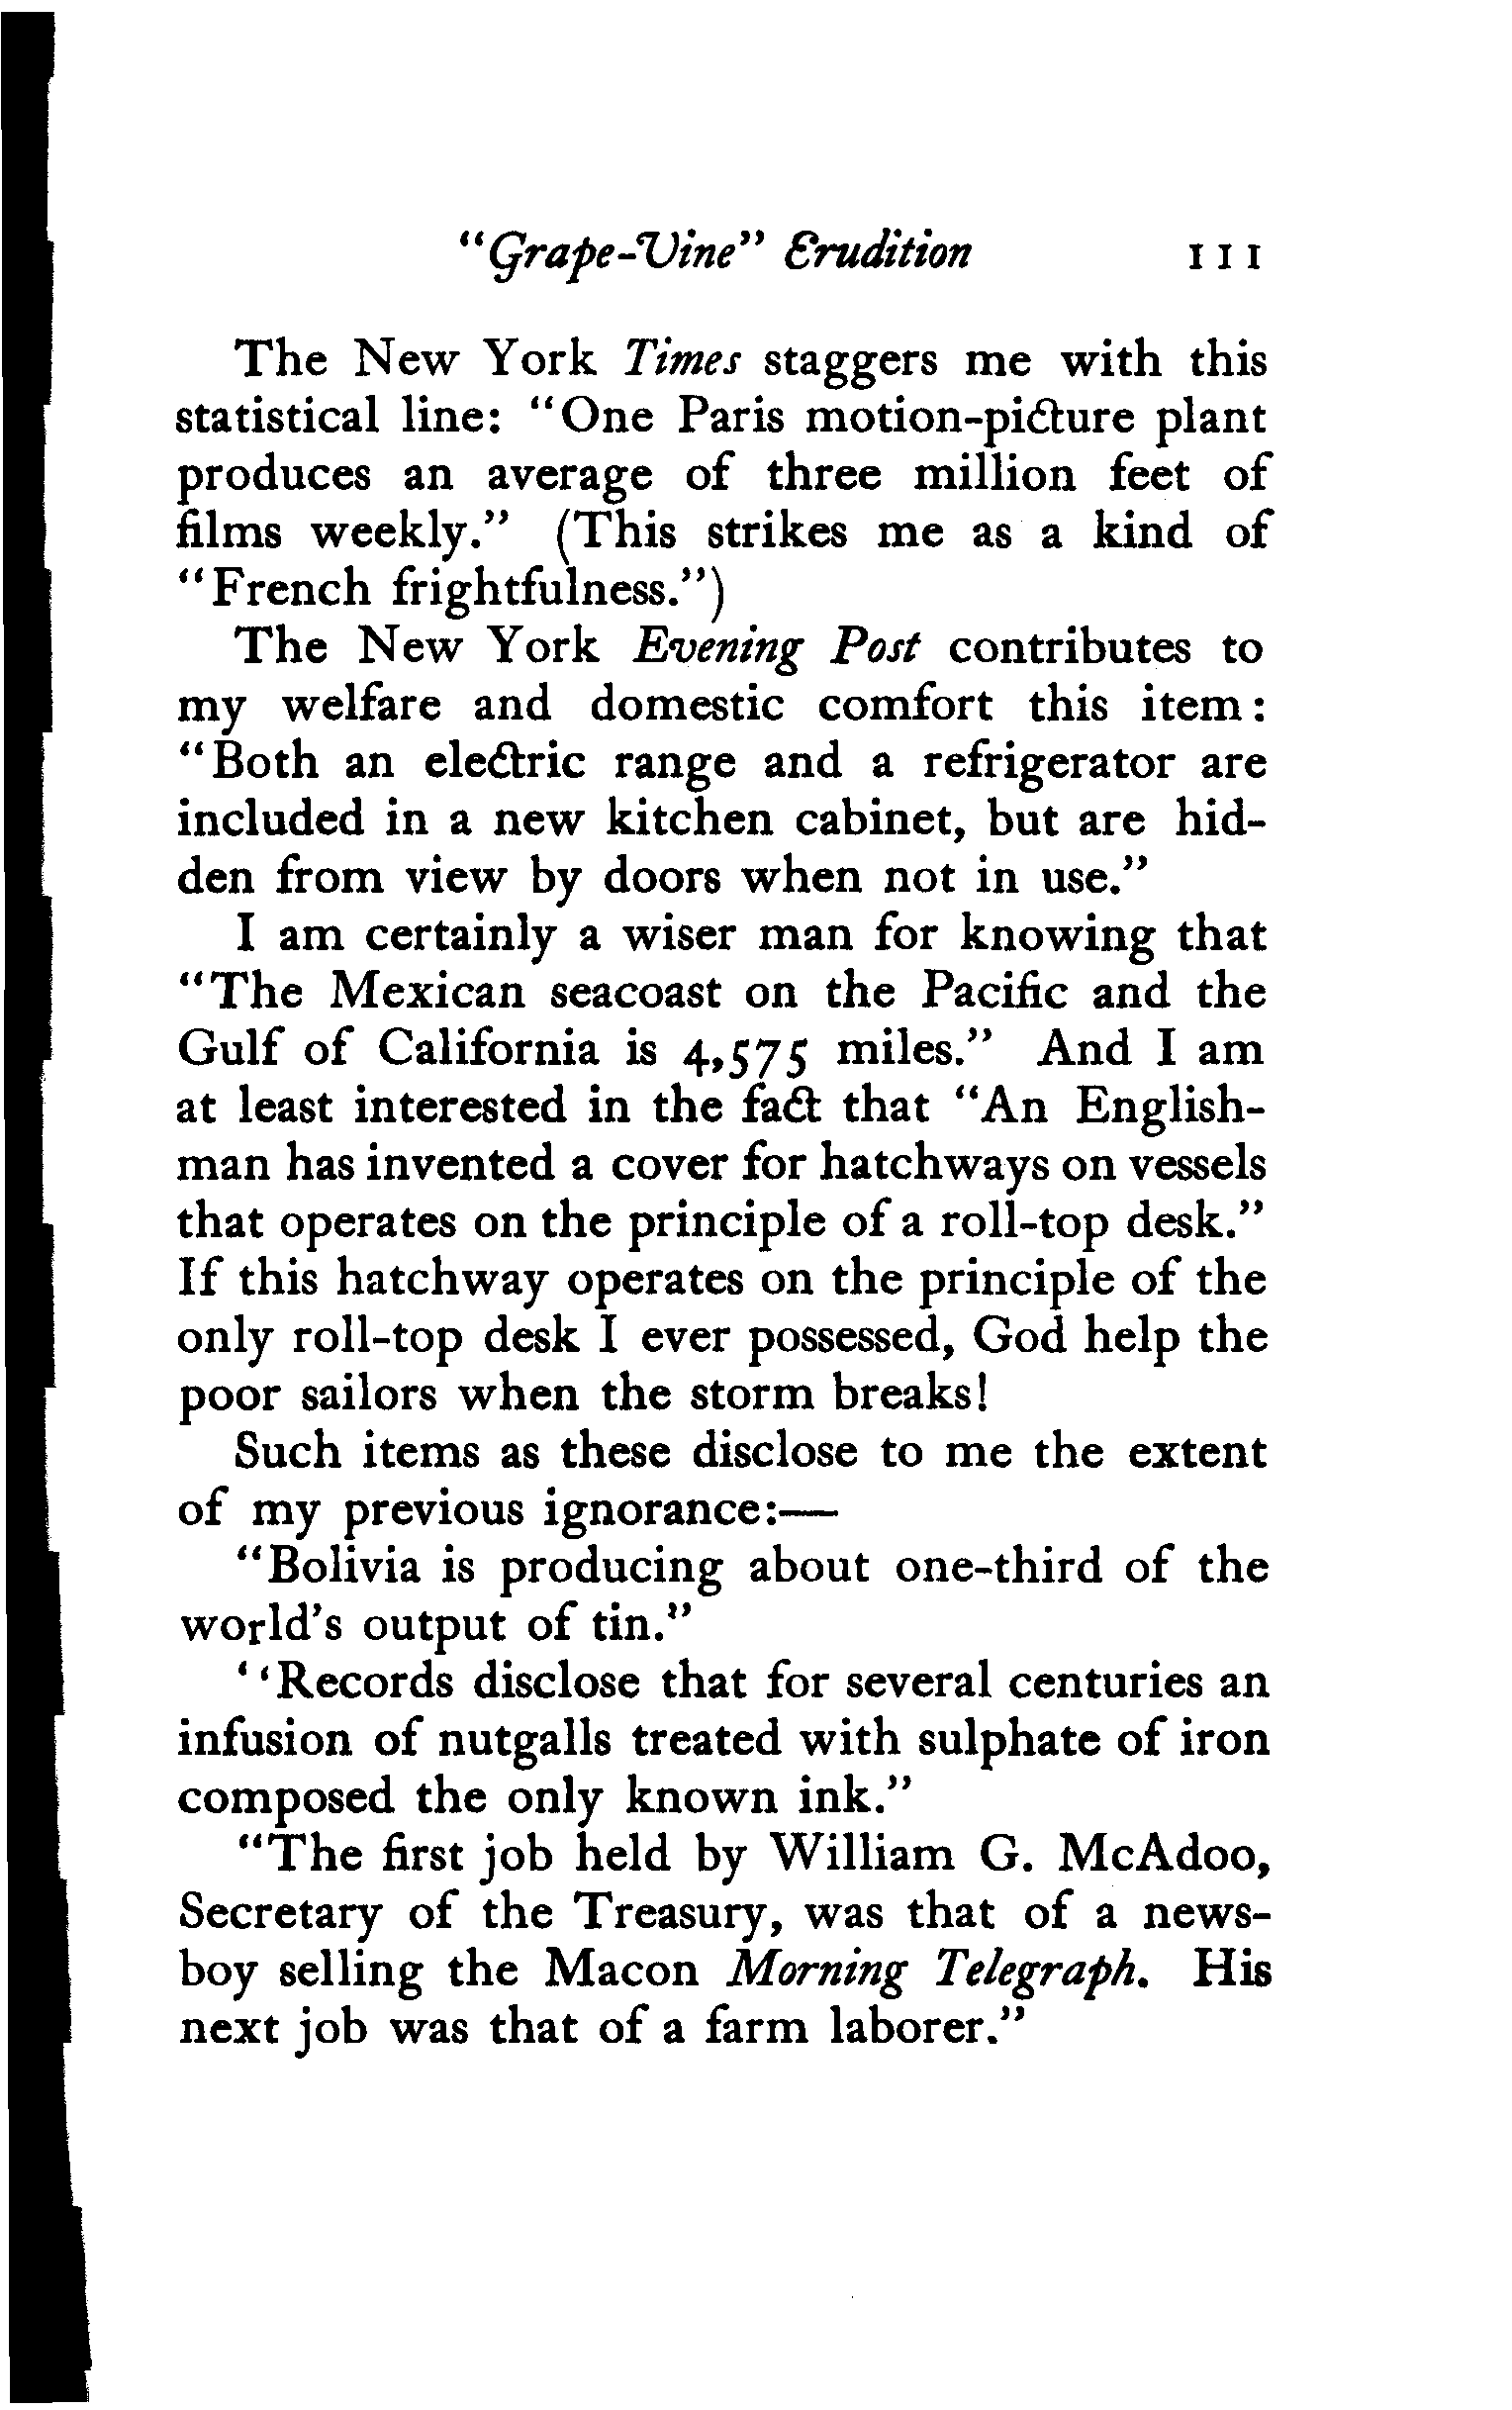 "Grape-Vine" Erudition 111
The New York Times staggers me with this
statistical line: "One Paris motion-picture plant
produces an average of three million feet of
films weekly." (This strikes me as a kind of
"French frightfulness.")
The New York Evening Post contributes to
my welfare and domestic comfort this item:
"Both an electric range and a refrigerator are
included in a new kitchen cabinet, but are hid-
den from view by doors when not in use."
I am certainly a wiser man for knowing that
"The Mexican seacoast on the Pacific and the
Gulf of California is 4,575 miles." And I am
at least interested in the fact that "An English-
man has invented a cover for hatchways on vessels
that operates on the principle of a roll-top desk."
If this hatchway operates on the principle of the
only roll-top desk I ever possessed, God help the
poor sailors when the storm breaks!
Such items as these disclose to me the extent
of my previous ignorance:—
"Bolivia is producing about one-third of the
world's output of tin."
"Records disclose that for several centuries an
infusion of nutgalls treated with sulphate of iron
composed the only known ink."
"The first job held by William G. McAdoo,
Secretary of the Treasury, was that of a news-
boy selling the Macon Morning Telegraph. His
next job was that of a farm laborer."